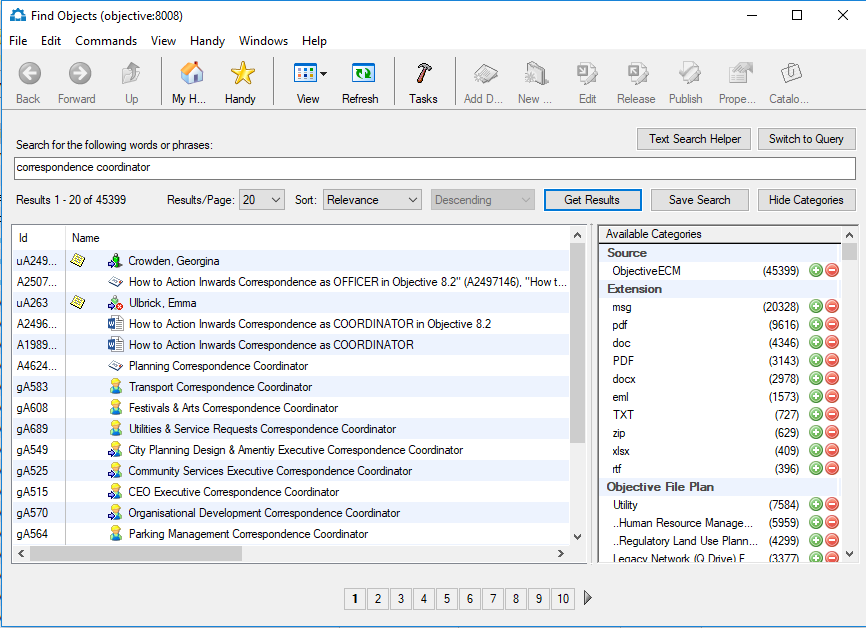 Find Objects (objective:8008)
File Edit Commands View Handy Windows Help
Back Forward Up My H... Handy View Refresh Tasks Add D... New ... Edit Release Publish Prope... Catalo...
Text Search Helper Switch to Query
Search for the following words or phrases:
correspondence coordinator
Results 1 - 20 of 45399 Results/Page: 20 Sort: Relevance Descending Get Results Save Search Hide Categories
Id Name
uA249... Crowden, Georgina
A2507... How to Action Inwards Correspondence as OFFICER in Objective 8.2" (A2497146), "How t...
uA263 Ulbrick, Emma
A2496... How to Action Inwards Correspondence as COORDINATOR in Objective 8.2
A1989... How to Action Inwards Correspondence as COORDINATOR
A4624... Planning Correspondence Coordinator
gA583 Transport Correspondence Coordinator
gA608 Festivals & Arts Correspondence Coordinator
gA689 Utilities & Service Requests Correspondence Coordinator
gA549 City Planning Design & Amentiy Executive Correspondence Coordinator
gA525 Community Services Executive Correspondence Coordinator
gA515 CEO Executive Correspondence Coordinator
gA570 Organisational Development Correspondence Coordinator
gA564 Parking Management Correspondence Coordinator
Available Categories
Source
ObjectiveECM (45399)
Extension
msg (20328)
pdf (9616)
doc (4346)
PDF (3143)
docx (2978)
eml (1573)
TXT (727)
zip (629)
xlsx (409)
rtf (396)
Objective File Plan
Utility (7584)
..Human Resource Manage... (5959)
..Regulatory Land Use Plann... (4299)
Legacy Network (Q Drive) F... (3377)
1 2 3 4 5 6 7 8 9 10